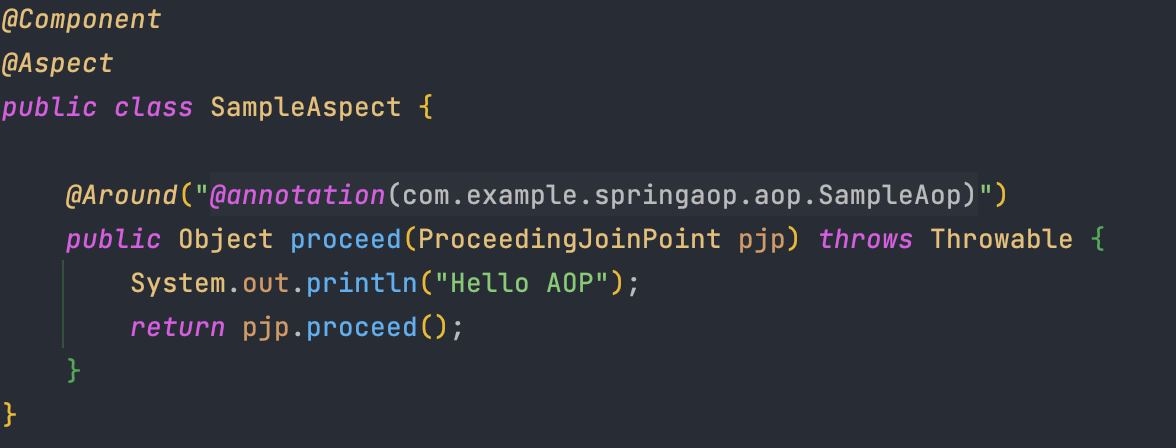 @Component
@Aspect
public class SampleAspect {
@Around("@annotation(com.example.springaop.aop.SampleAop)")
public Object proceed(ProceedingJoinPoint pjp) throws Throwable {
System.out.println("Hello AOP");
return pjp.proceed();
}
}